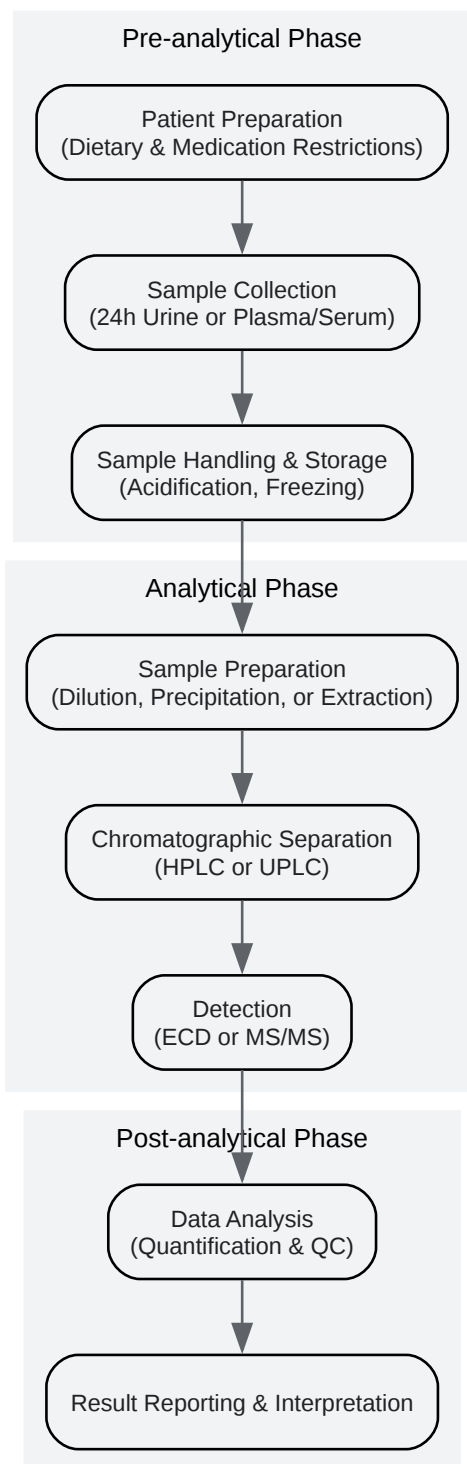 Pre-analytical Phase
Patient Preparation
(Dietary & Medication Restrictions)
Sample Collection
(24h Urine or Plasma/Serum)
Sample Handling & Storage
(Acidification, Freezing)
Analytical Phase
Sample Preparation
(Dilution, Precipitation, or Extraction)
Chromatographic Separation
(HPLC or UPLC)
Detection
(ECD or MS/MS)
Post-analytical Phase
Data Analysis
(Quantification & QC)
Result Reporting & Interpretation